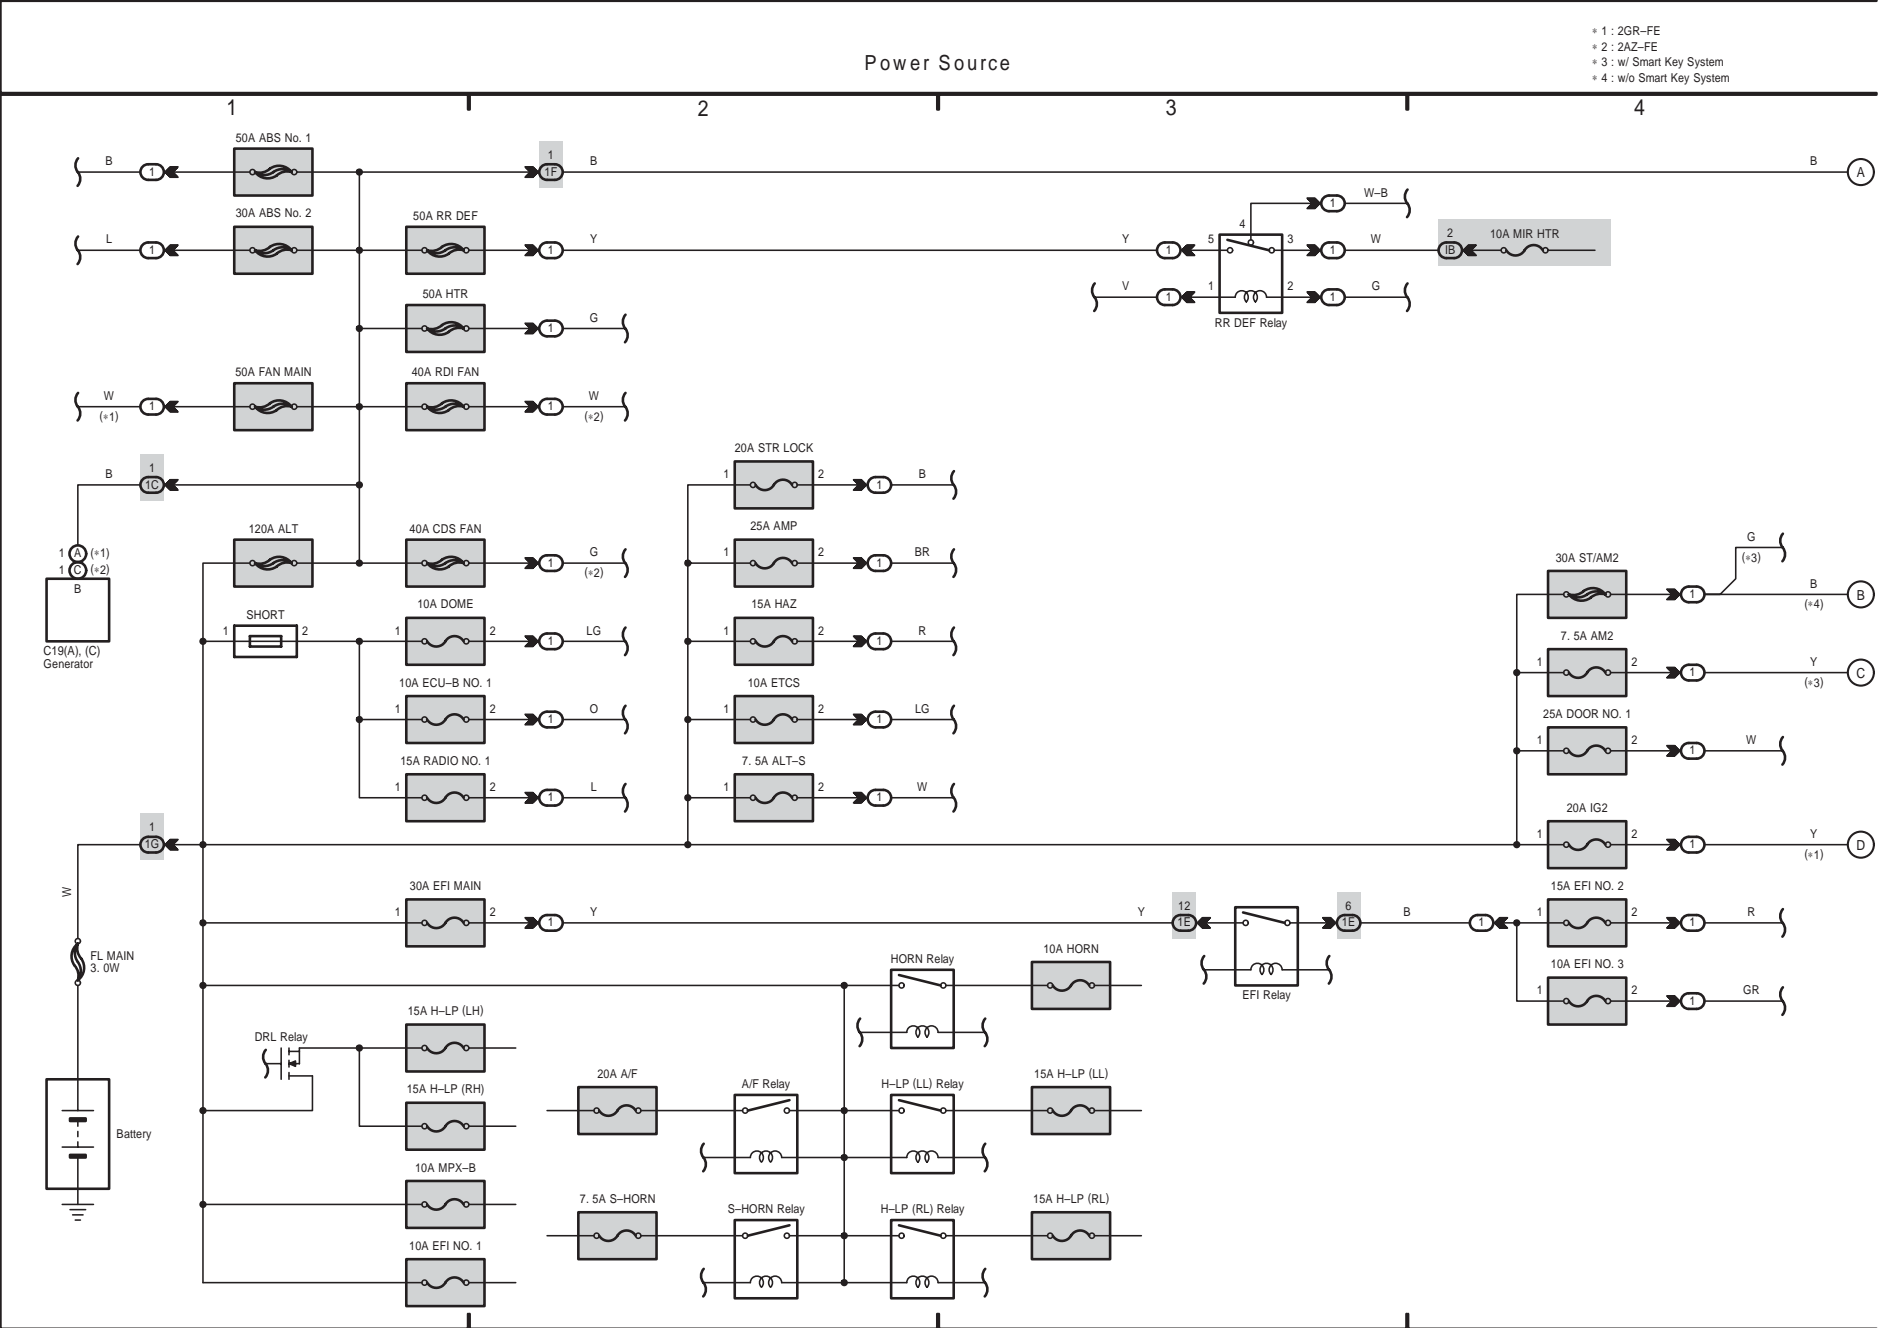 Power Source
∗ 1 : 2GR–FE
∗ 2 : 2AZ–FE
∗ 3 : w/ Smart Key System
∗ 4 : w/o Smart Key System
1 2 3 4
50A ABS No. 1
B 1
1 1F B
B A
30A ABS No. 2
L 1
50A RR DEF
1 Y
Y 1
W–B 1
4
5 3
1 W
2 IB
10A MIR HTR
V 1
1 2
1 G
RR DEF Relay
50A HTR
1 G
50A FAN MAIN
W (∗1) 1
40A RDI FAN
1 W (∗2)
B
1 1C
20A STR LOCK
1 2 1 B
120A ALT
40A CDS FAN
1 G (∗2)
25A AMP
1 2 1 BR
1 A (∗1)
1 C (∗2)
B
C19(A), (C)
Generator
30A ST/AM2
1
G (∗3)
B (∗4) B
SHORT
1 2
10A DOME
1 2 1 LG
15A HAZ
1 2 1 R
7. 5A AM2
1 2 1 Y (∗3) C
10A ECU–B NO. 1
1 2 1 O
10A ETCS
1 2 1 LG
25A DOOR NO. 1
1 2 1 W
15A RADIO NO. 1
1 2 1 L
7. 5A ALT–S
1 2 1 W
1 1G
20A IG2
1 2 1 Y (∗1) D
W
30A EFI MAIN
1 2 1 Y
Y
12 1E
6 1E
B 1
EFI Relay
15A EFI NO. 2
1 2 1 R
10A EFI NO. 3
1 2 1 GR
FL MAIN
3. 0W
HORN Relay
10A HORN
DRL Relay
15A H–LP (LH)
15A H–LP (RH)
20A A/F
A/F Relay
H–LP (LL) Relay
15A H–LP (LL)
Battery
10A MPX–B
7. 5A S–HORN
S–HORN Relay
H–LP (RL) Relay
15A H–LP (RL)
10A EFI NO. 1